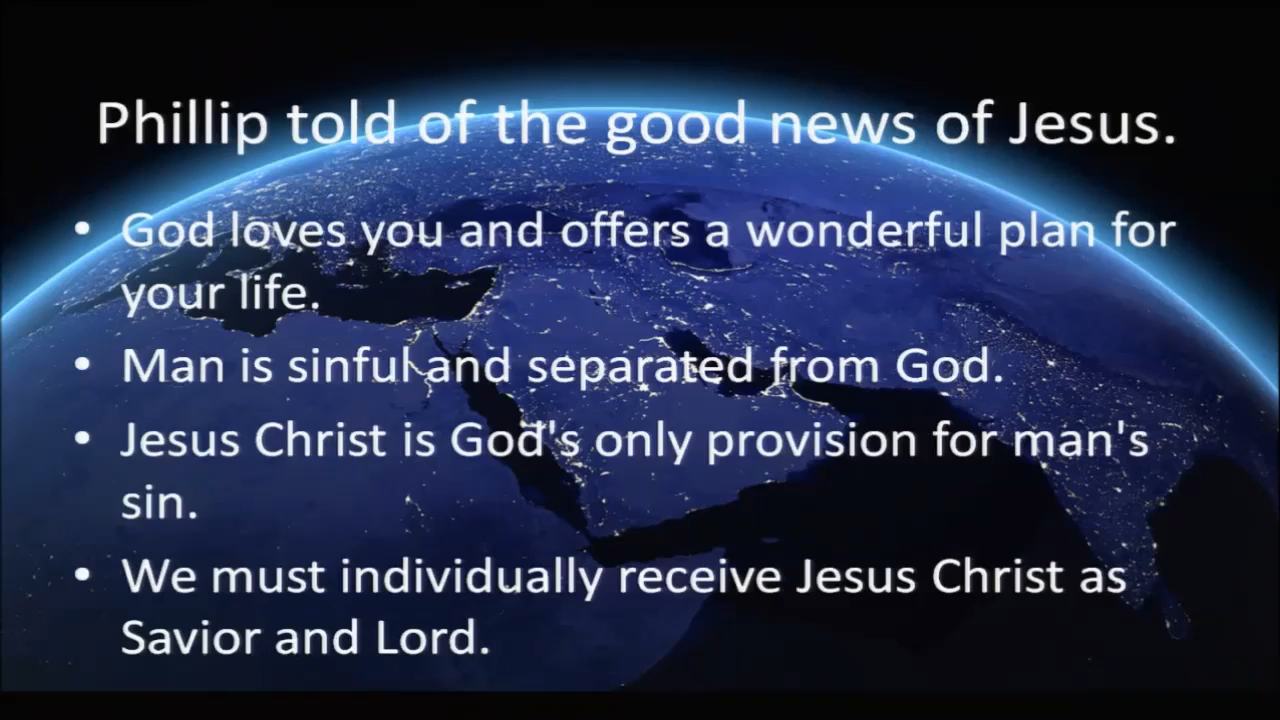 Phillip told of the good news of Jesus.
• God loves you and offers a wonderful plan for
your life.
• Man is sinful and separated from God.
• Jesus Christ is God's only provision for man's
sin.
• We must individually receive Jesus Christ as
Savior and Lord.